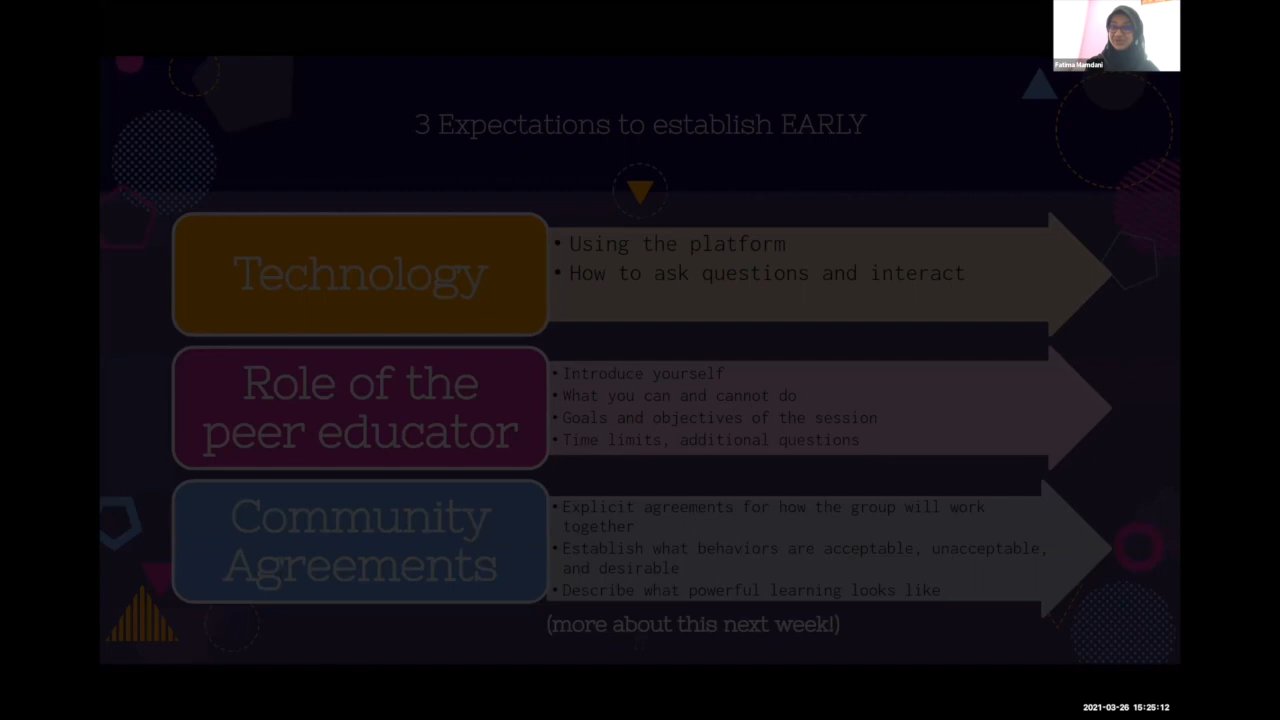 Fatima Mamdani
3 Expectations to establish EARLY
Technology
• Using the platform
• How to ask questions and interact
Role of the
peer educator
• Introduce yourself
• What you can and cannot do
• Goals and objectives of the session
• Time limits, additional questions
Community
Agreements
• Explicit agreements for how the group will work
together
• Establish what behaviors are acceptable, unacceptable,
and desirable
• Describe what powerful learning looks like
(more about this next week!)
2021-03-26 15:25:12